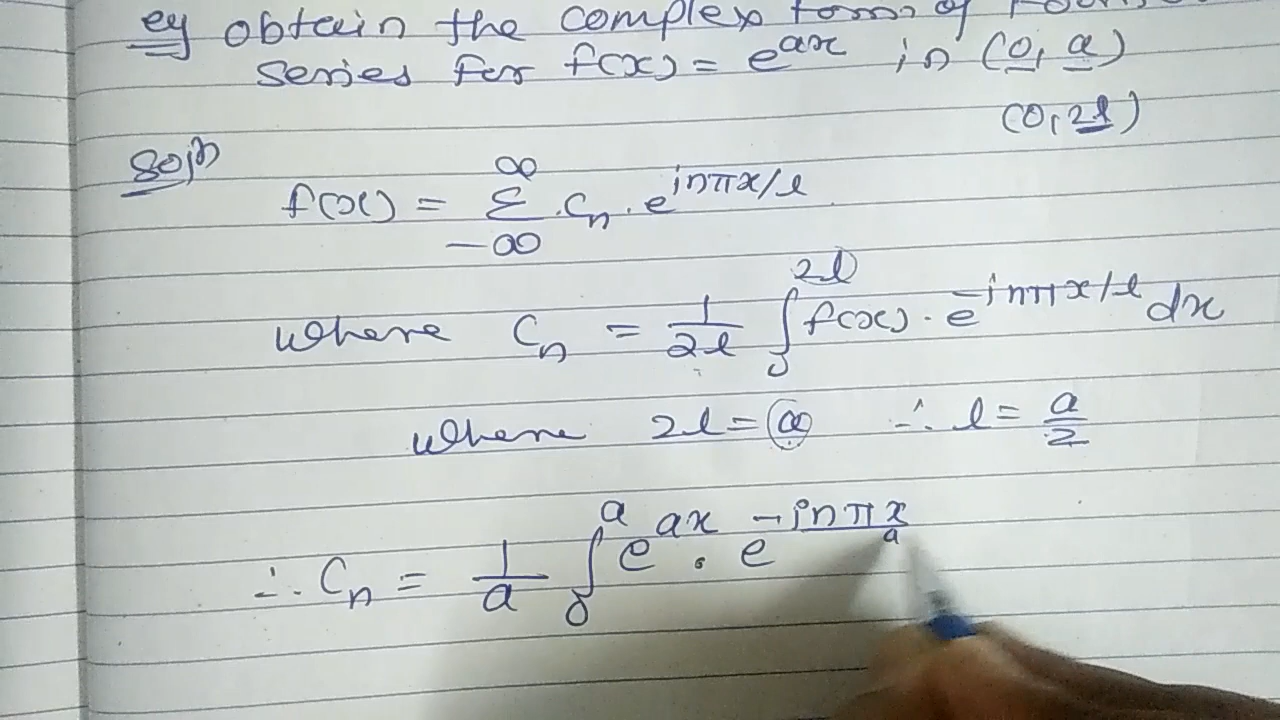 eg obtain the complex form of
series for f(x) = e^{ax} in (0, a)
(0, 2l)
Soln
f(x) = ∑_{-∞}^{∞} C_n . e^{inπx/l}
where C_n = 1/2l ∫_0^{2l} f(x) . e^{-inπx/l} dx
where 2l = a ∴ l = a/2
∴ C_n = 1/a ∫_0^a e^{ax} . e^{-inπx/a}